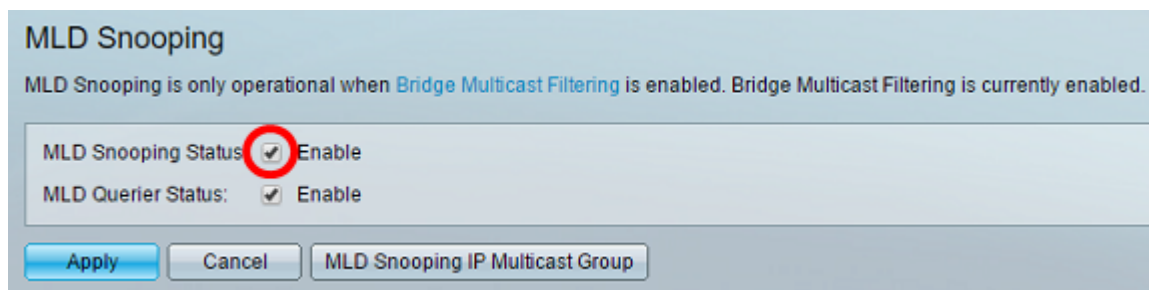 MLD Snooping
MLD Snooping is only operational when Bridge Multicast Filtering is enabled. Bridge Multicast Filtering is currently enabled.
MLD Snooping Status Enable
MLD Querier Status: Enable
Apply Cancel MLD Snooping IP Multicast Group